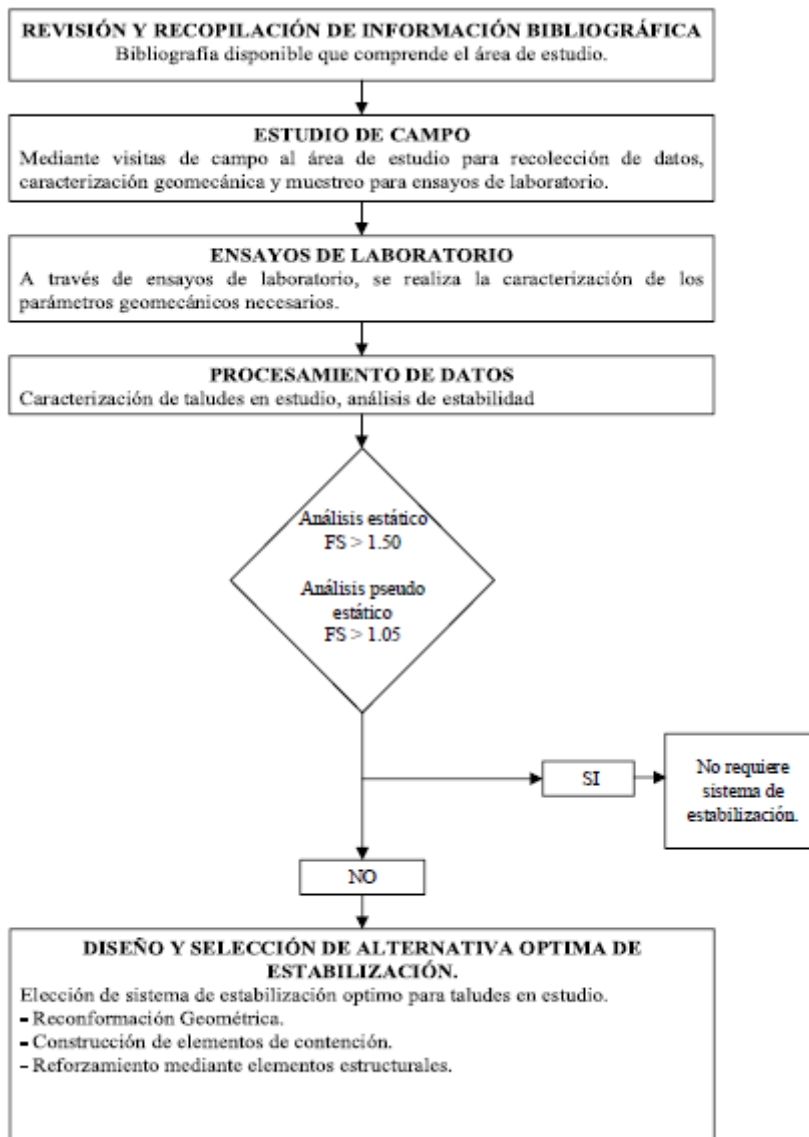 REVISIÓN Y RECOPILACIÓN DE INFORMACIÓN BIBLIOGRÁFICA
Bibliografía disponible que comprende el área de estudio.
ESTUDIO DE CAMPO
Mediante visitas de campo al área de estudio para recolección de datos,
caracterización geomecánica y muestreo para ensayos de laboratorio.
ENSAYOS DE LABORATORIO
A través de ensayos de laboratorio, se realiza la caracterización de los
parámetros geomecánicos necesarios.
PROCESAMIENTO DE DATOS
Caracterización de taludes en estudio, análisis de estabilidad
Análisis estático
FS > 1.50
Análisis pseudo
estático
FS > 1.05
SI
No requiere
sistema de
estabilización.
NO
DISEÑO Y SELECCIÓN DE ALTERNATIVA OPTIMA DE
ESTABILIZACIÓN.
Elección de sistema de estabilización optimo para taludes en estudio.
- Reconformación Geométrica.
- Construcción de elementos de contención.
- Reforzamiento mediante elementos estructurales.